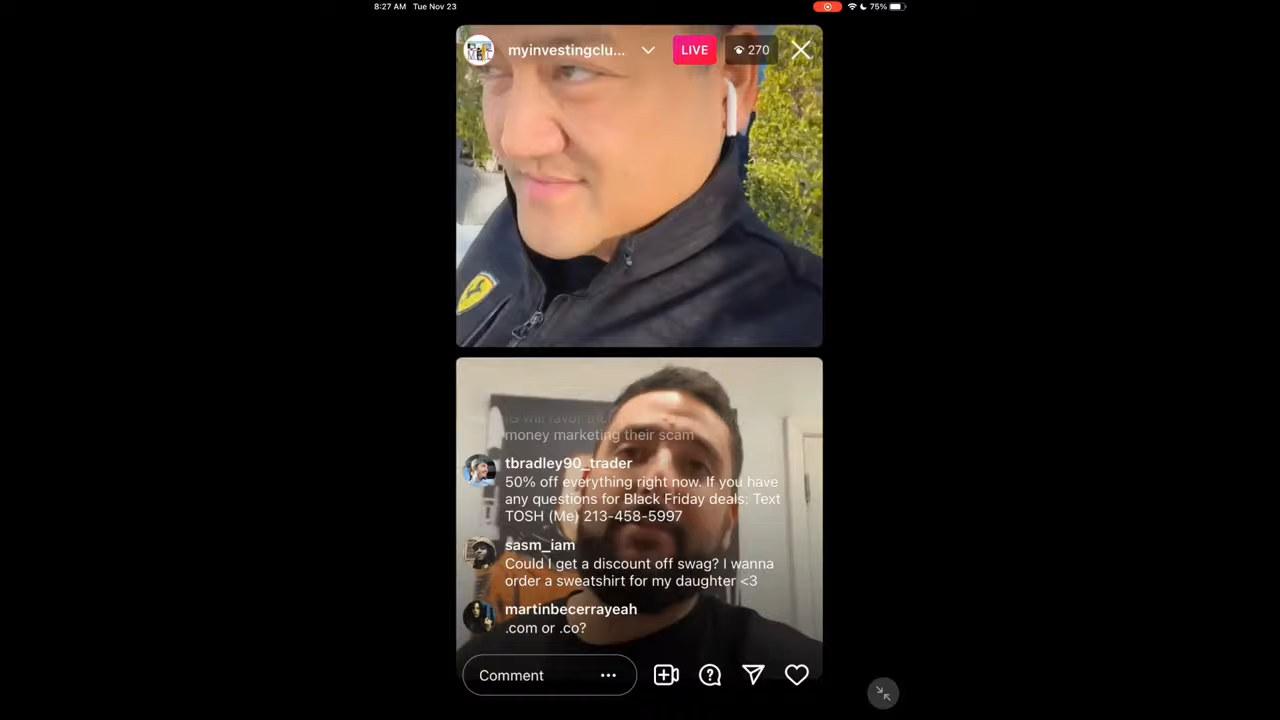 8:27 AM Tue Nov 23
75%
myinvestingclu...
LIVE
270
money marketing their scam
tbradley90_trader
50% off everything right now. If you have
any questions for Black Friday deals: Text
TOSH (Me) 213-458-5997
sasm_iam
Could I get a discount off swag? I wanna
order a sweatshirt for my daughter <3
martinbecerrayeah
.com or .co?
Comment